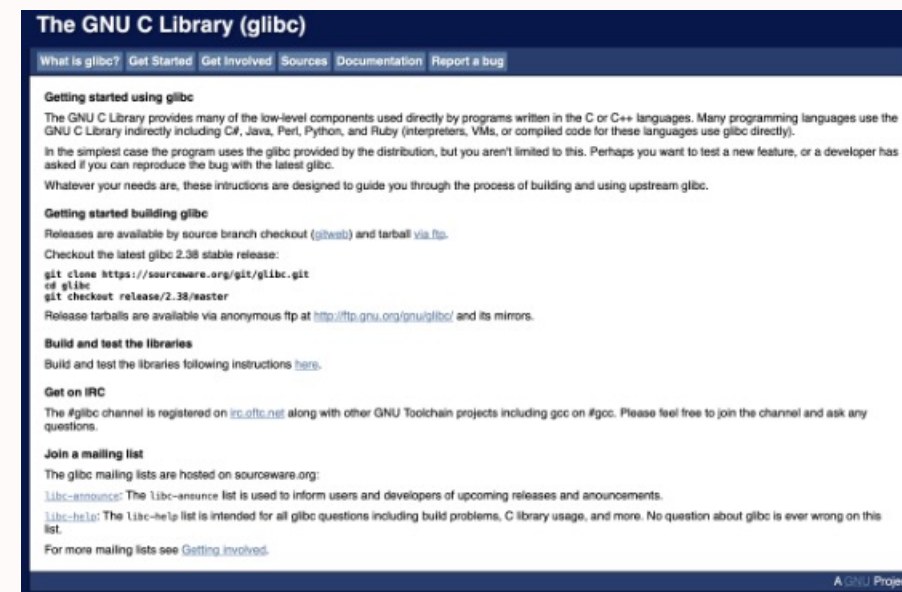 The GNU C Library (glibc)
What is glibc? Get Started Get Involved Sources Documentation Report a bug
Getting started using glibc
The GNU C Library provides many of the low-level components used directly by programs written in the C or C++ languages. Many programming languages use the
GNU C Library indirectly including C#, Java, Perl, Python, and Ruby (interpreters, VMs, or compiled code for these languages use glibc directly).
In the simplest case the program uses the glibc provided by the distribution, but you aren't limited to this. Perhaps you want to test a new feature, or a developer has
asked if you can reproduce the bug with the latest glibc.
Whatever your needs are, these intructions are designed to guide you through the process of building and using upstream glibc.
Getting started building glibc
Releases are available by source branch checkout (gitweb) and tarball via ftp.
Checkout the latest glibc 2.38 stable release:
git clone https://sourceware.org/git/glibc.git
cd glibc
git checkout release/2.38/master
Release tarballs are available via anonymous ftp at http://ftp.gnu.org/gnu/glibc/ and its mirrors.
Build and test the libraries
Build and test the libraries following instructions here.
Get on IRC
The #glibc channel is registered on irc.oftc.net along with other GNU Toolchain projects including gcc on #gcc. Please feel free to join the channel and ask any
questions.
Join a mailing list
The glibc mailing lists are hosted on sourceware.org:
libc-announce: The libc-anounce list is used to inform users and developers of upcoming releases and anouncements.
libc-help: The libc-help list is intended for all glibc questions including build problems, C library usage, and more. No question about glibc is ever wrong on this
list.
For more mailing lists see Getting involved.
A GNU Proje